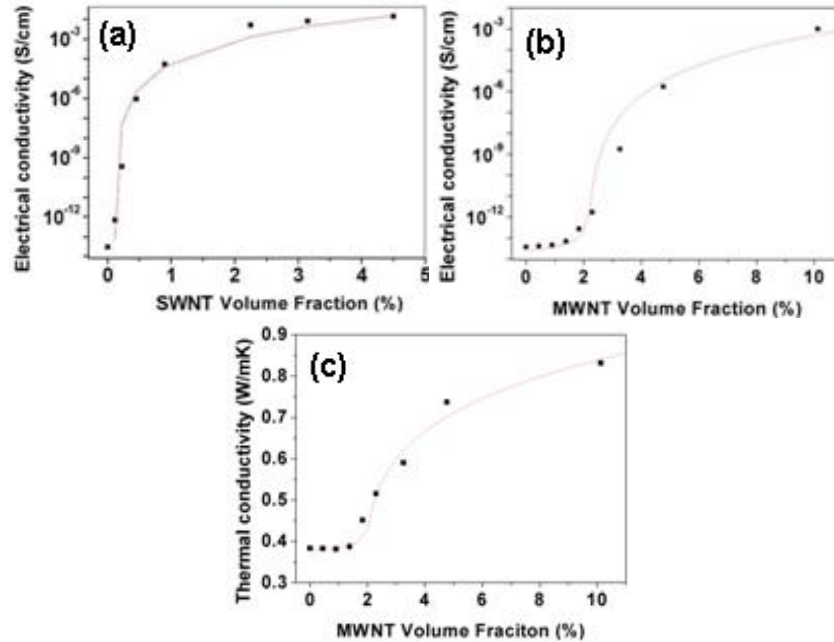 (a)
Electrical conductivity (S/cm)
10⁻³
10⁻⁶
10⁻⁹
10⁻¹²
0 1 2 3 4 5
SWNT Volume Fraction (%)
(b)
Electrical conductivity (S/cm)
10⁻³
10⁻⁶
10⁻⁹
10⁻¹²
0 2 4 6 8 10
MWNT Volume Fraction (%)
(c)
Thermal conductivity (W/mK)
0.9
0.8
0.7
0.6
0.5
0.4
0.3
0 2 4 6 8 10
MWNT Volume Fraciton (%)